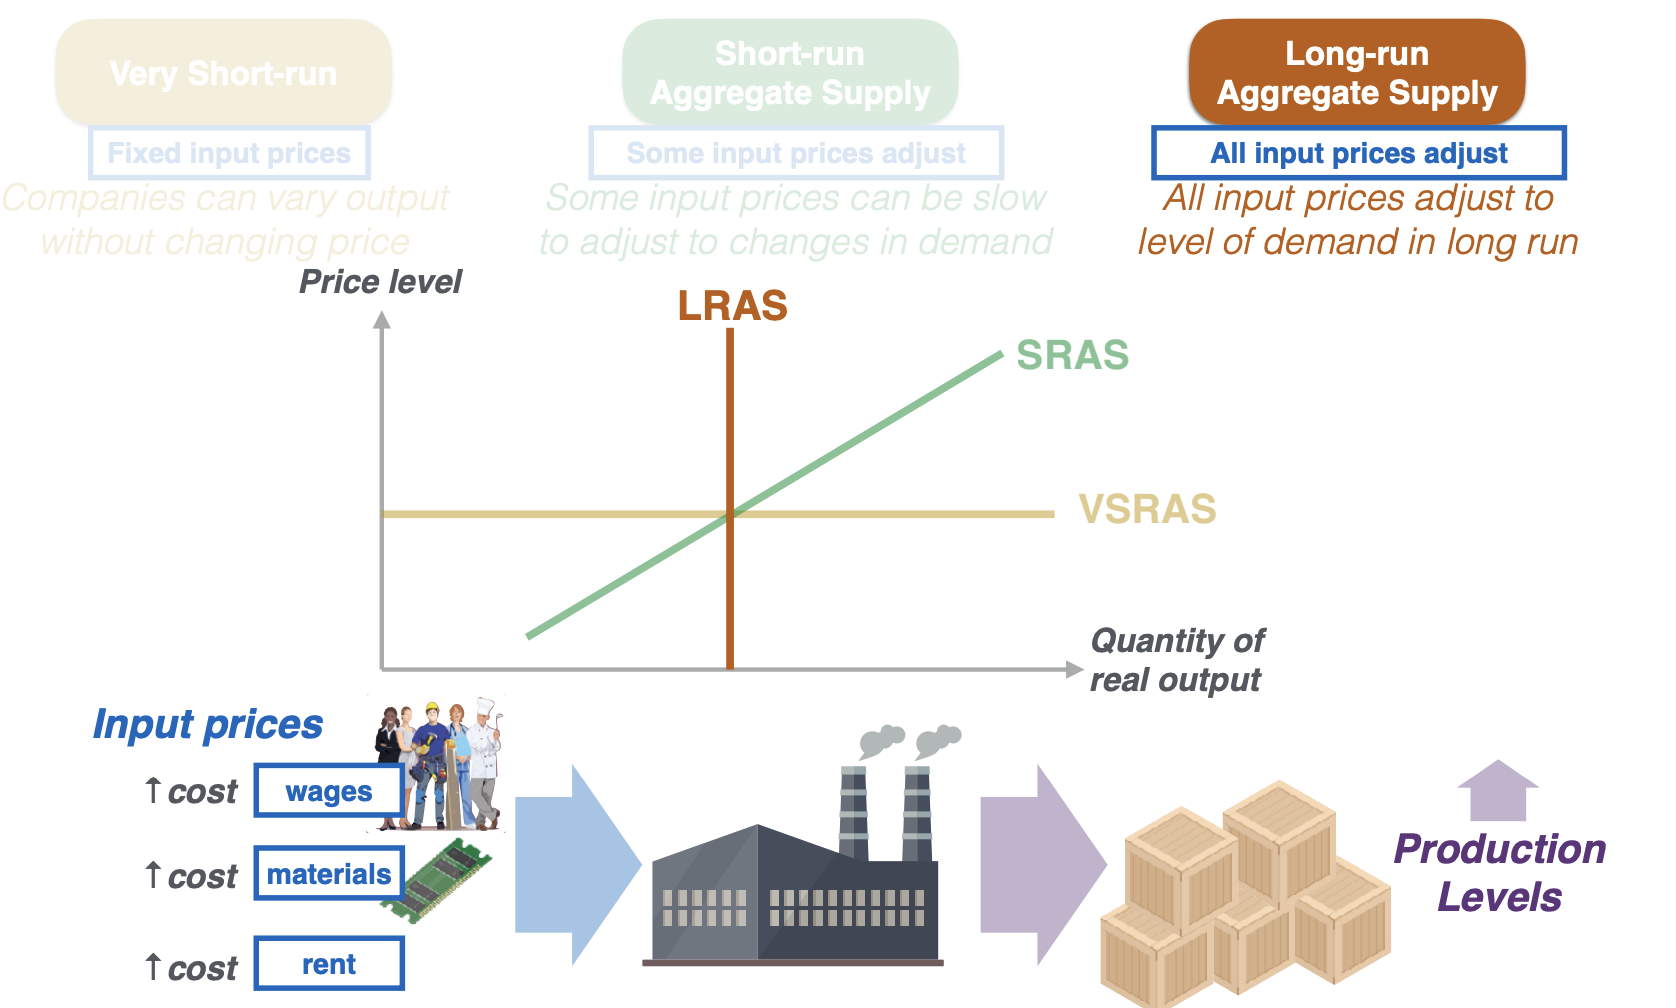 Very Short-run
Fixed input prices
Companies can vary output
without changing price
Short-run
Aggregate Supply
Some input prices adjust
Some input prices can be slow
to adjust to changes in demand
Long-run
Aggregate Supply
All input prices adjust
All input prices adjust to
level of demand in long run
Price level
LRAS
SRAS
VSRAS
Quantity of
real output
Input prices
↑ cost wages
↑ cost materials
↑ cost rent
Production
Levels